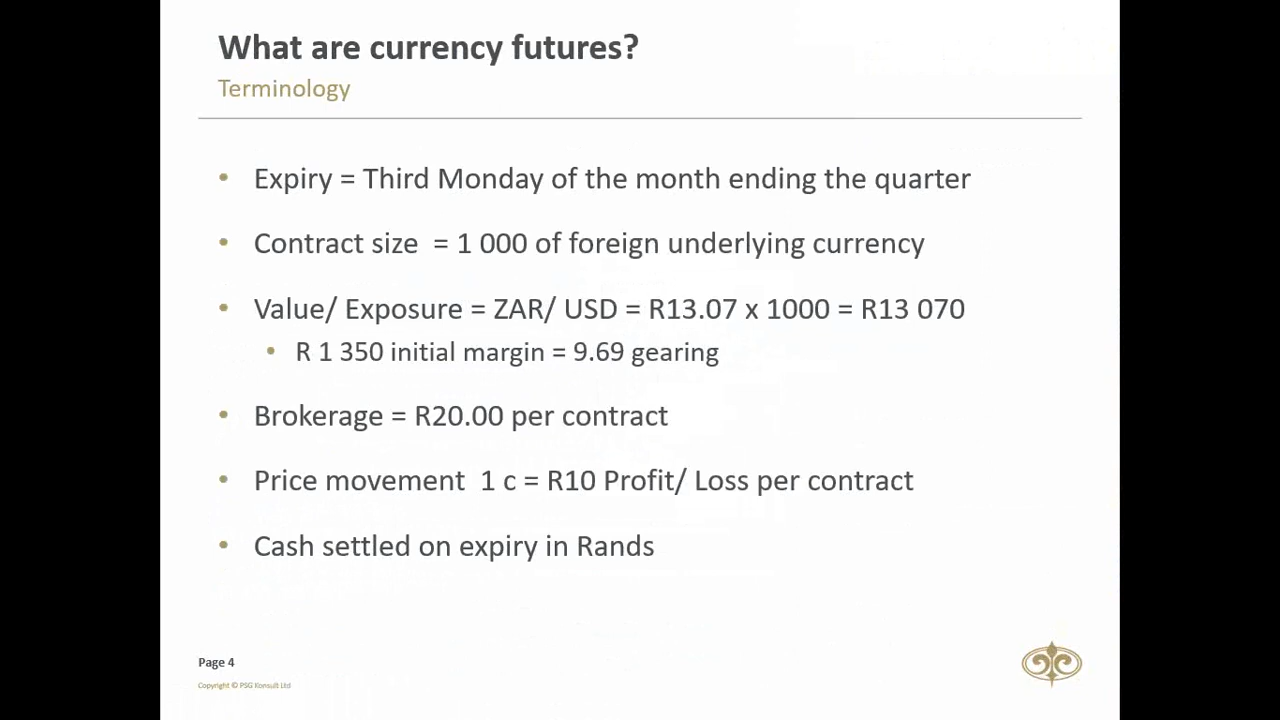 What are currency futures?
Terminology
• Expiry = Third Monday of the month ending the quarter
• Contract size = 1 000 of foreign underlying currency
• Value/ Exposure = ZAR/ USD = R13.07 x 1000 = R13 070
• R 1 350 initial margin = 9.69 gearing
• Brokerage = R20.00 per contract
• Price movement 1 c = R10 Profit/ Loss per contract
• Cash settled on expiry in Rands
Page 4
Copyright © PSG Konsult Ltd